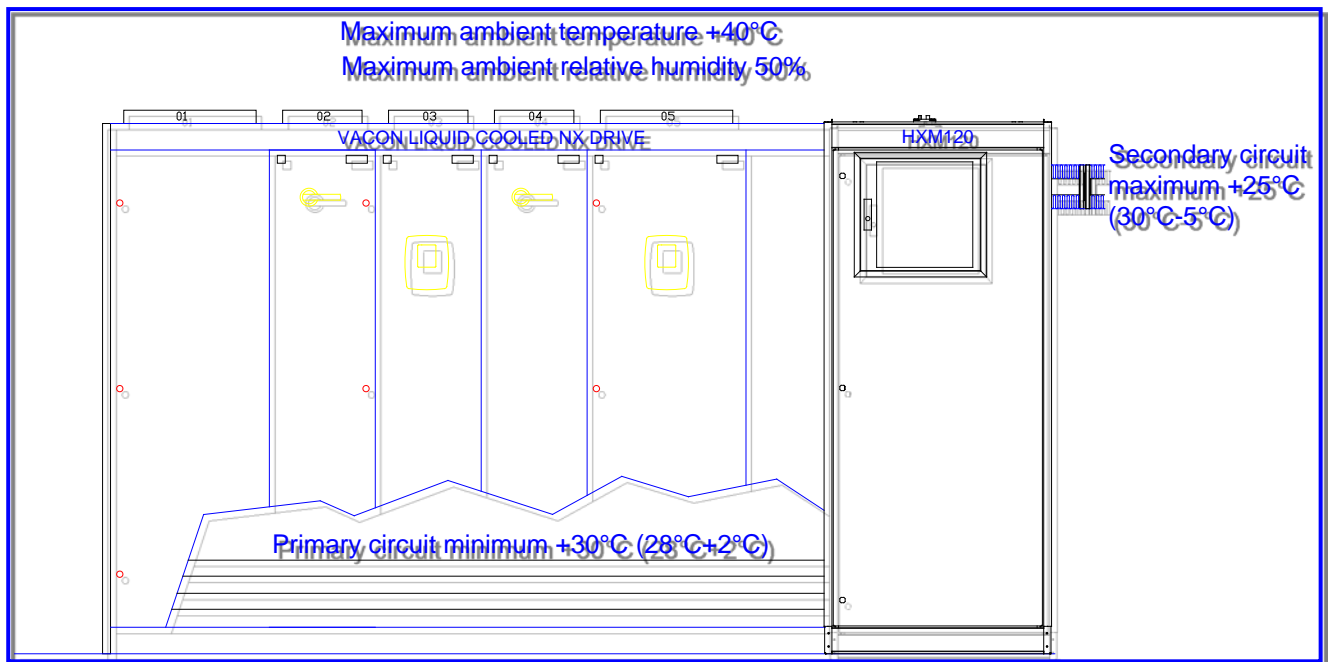 Maximum ambient temperature +40°C
Maximum ambient relative humidity 50%
01 02 03 04 05
VACON LIQUID COOLED NX DRIVE
HXM120
Secondary circuit
maximum +25°C
(30°C-5°C)
Primary circuit minimum +30°C (28°C+2°C)